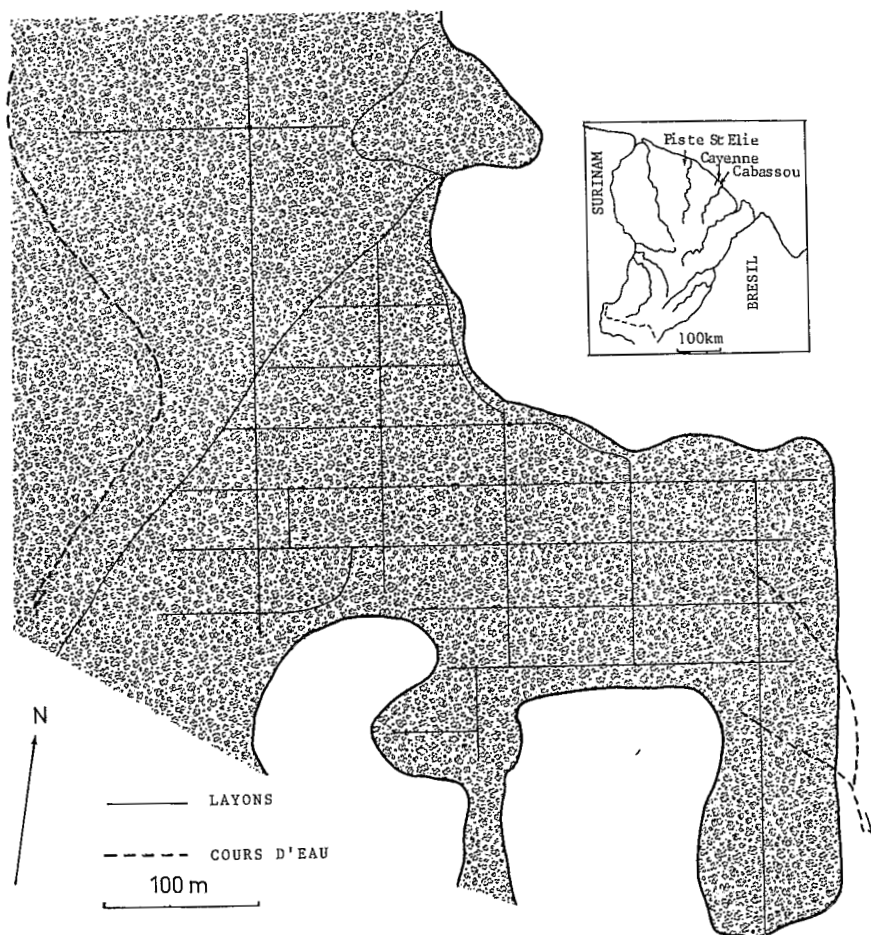 Piste St Elie
Cayenne
Cabassou
SURINAM
BRESIL
100km
N
LAYONS
COURS D'EAU
100 m